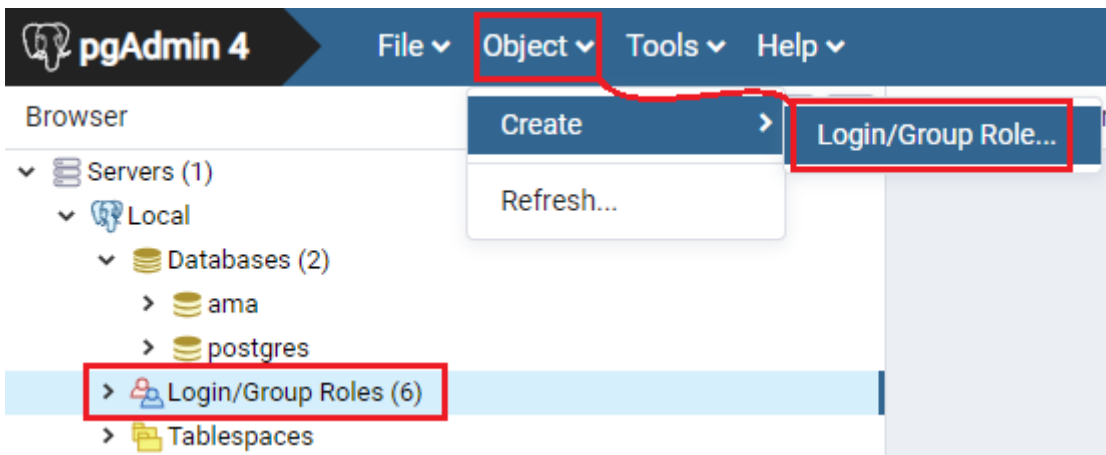 pgAdmin 4 File Object Tools Help
Browser
Create
Login/Group Role...
Refresh...
Servers (1)
Local
Databases (2)
ama
postgres
Login/Group Roles (6)
Tablespaces